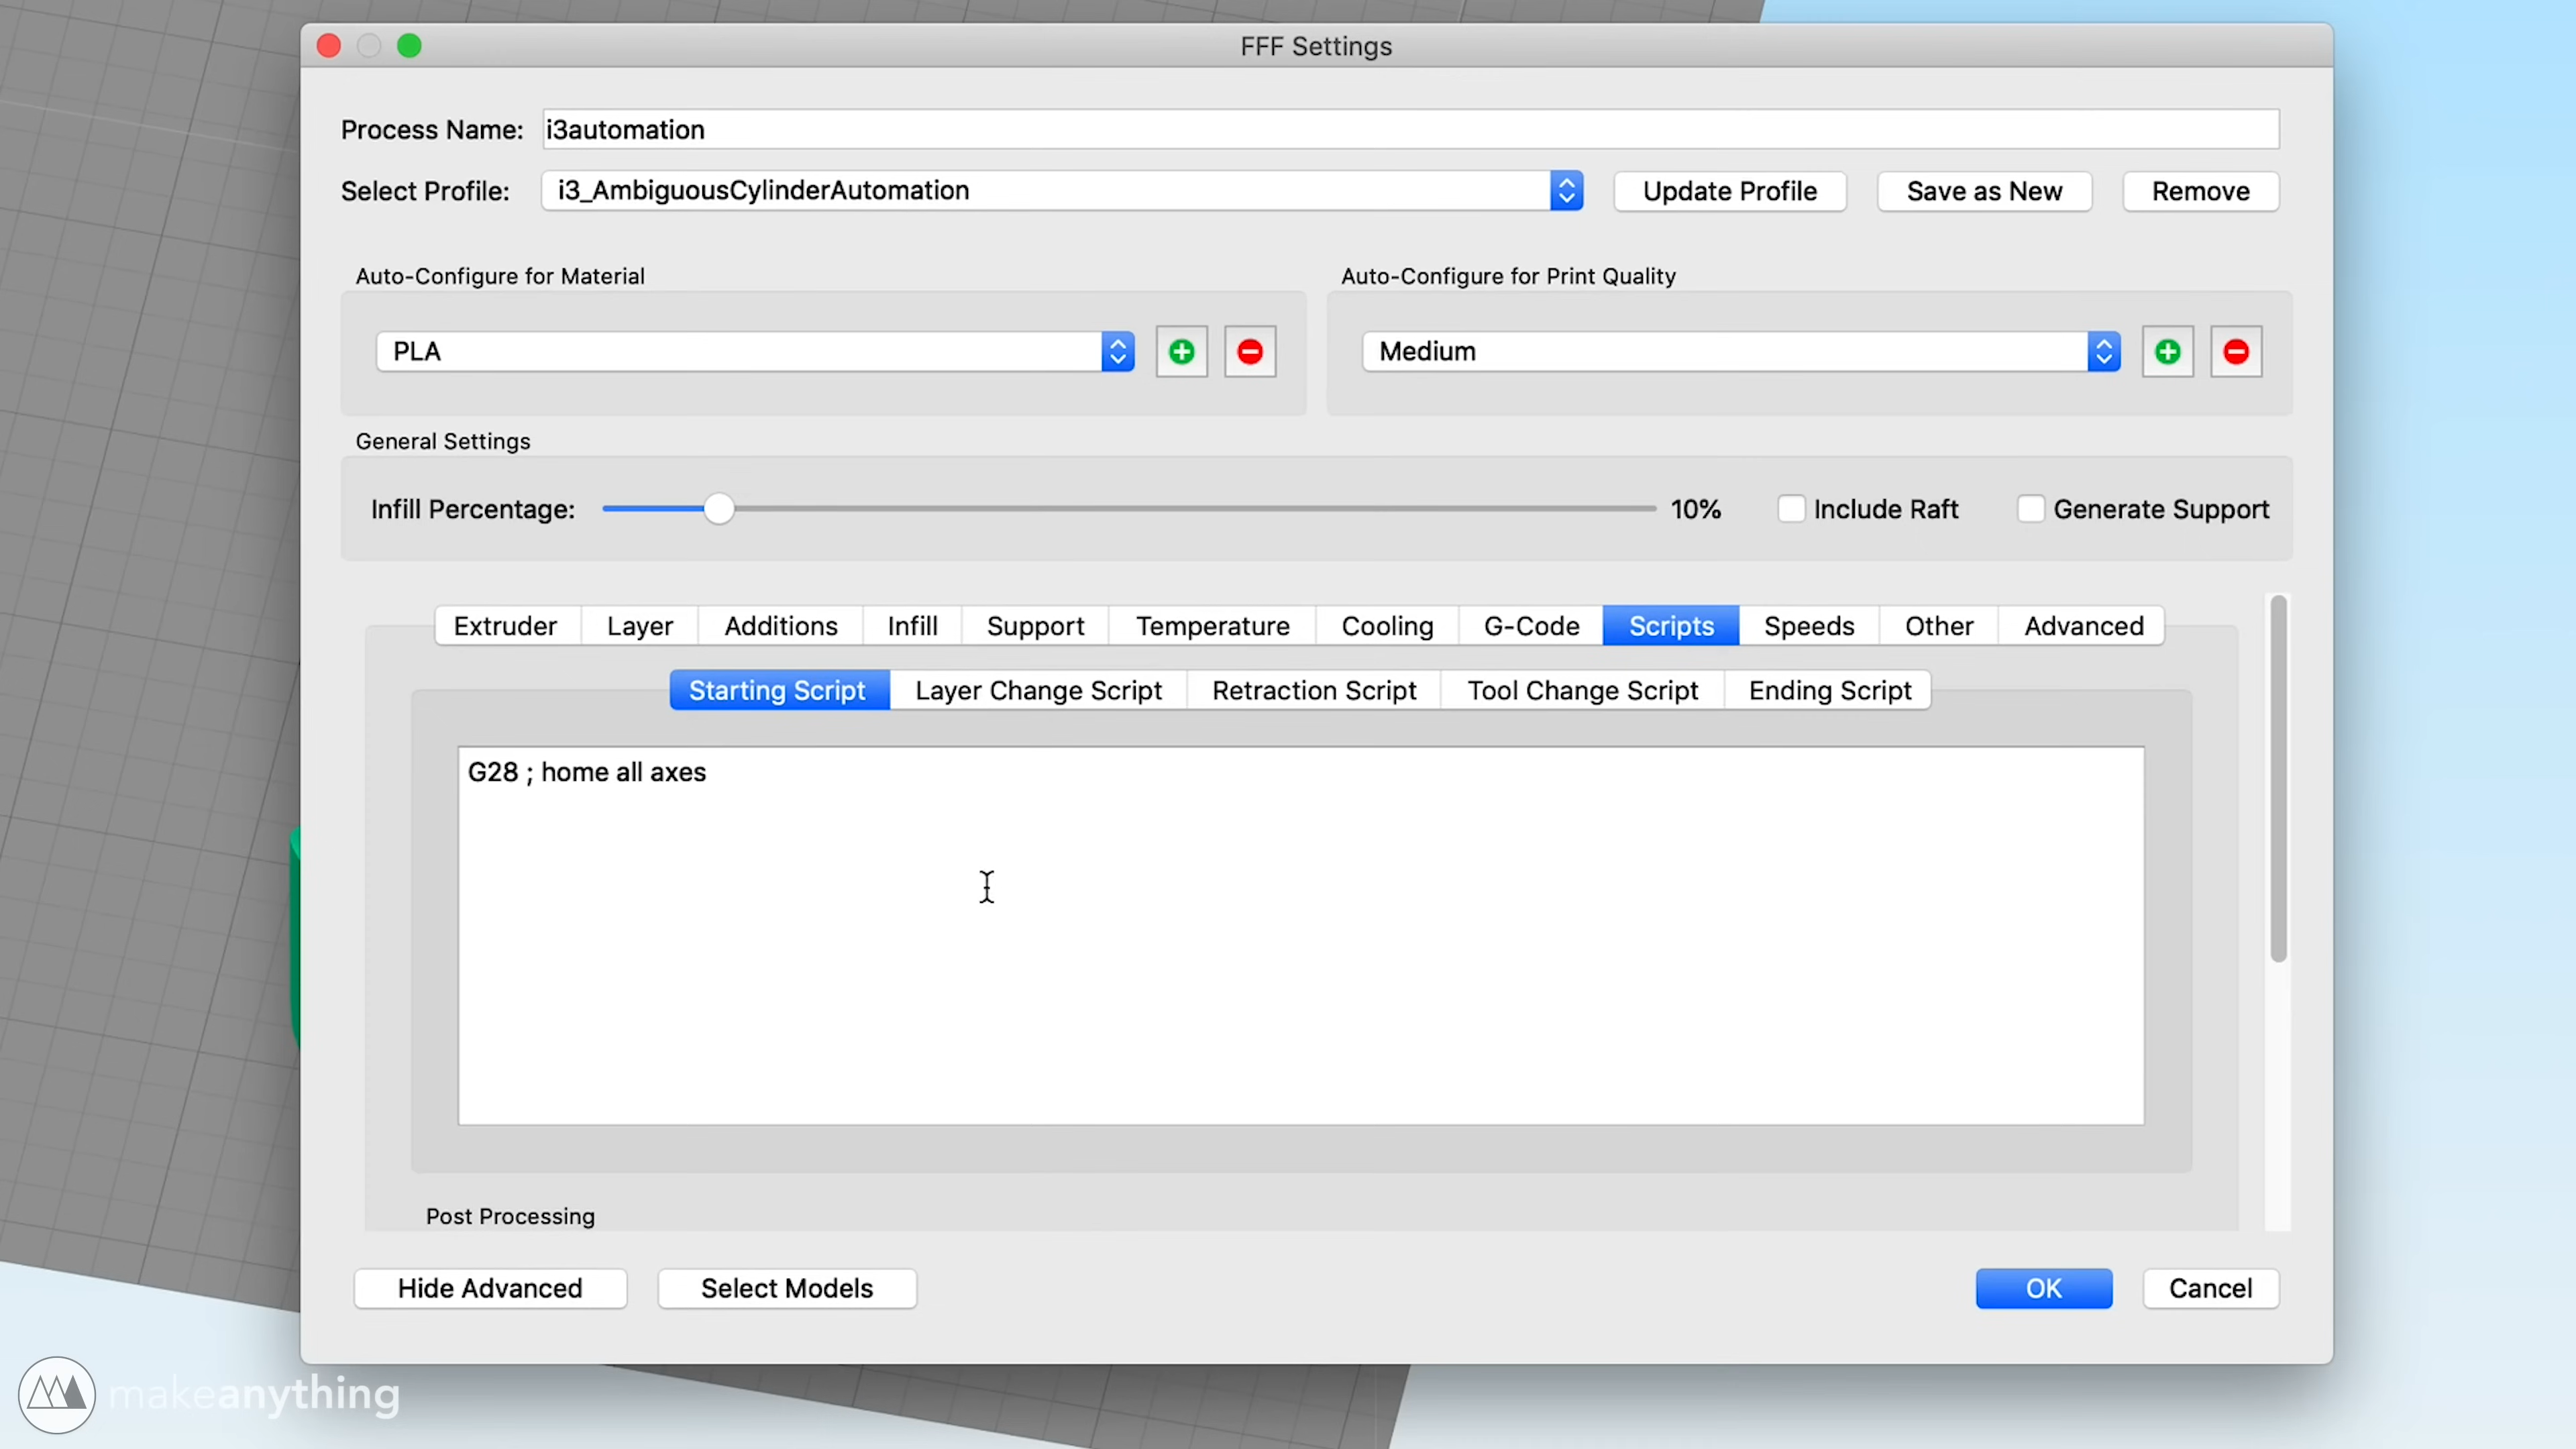 FFF Settings
Process Name: i3automation
Select Profile: i3_AmbiguousCylinderAutomation Update Profile Save as New Remove
Auto-Configure for Material Auto-Configure for Print Quality
PLA Medium
General Settings
Infill Percentage: 10% Include Raft Generate Support
Extruder Layer Additions Infill Support Temperature Cooling G-Code Scripts Speeds Other Advanced
Starting Script Layer Change Script Retraction Script Tool Change Script Ending Script
G28 ; home all axes
Post Processing
Hide Advanced Select Models OK Cancel
makeanything